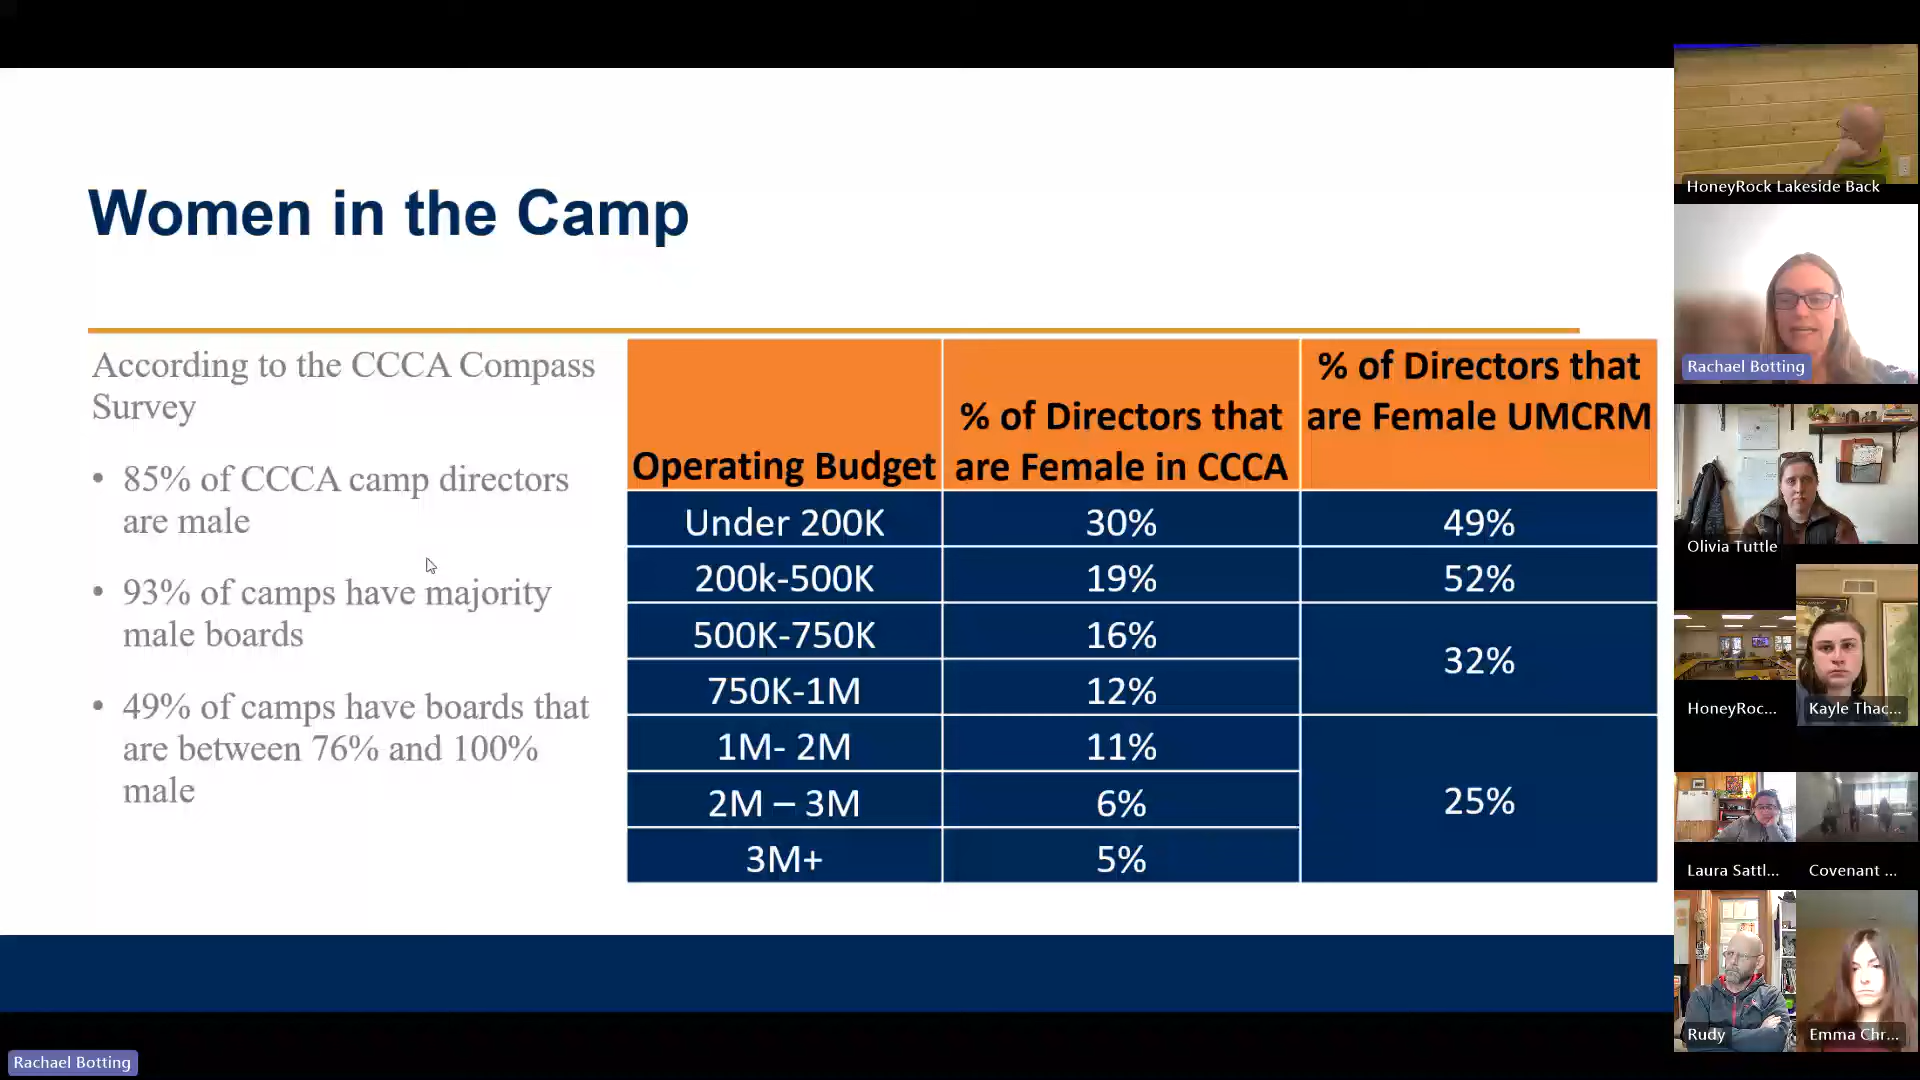 Women in the Camp
According to the CCCA Compass
Survey
• 85% of CCCA camp directors
are male
• 93% of camps have majority
male boards
• 49% of camps have boards that
are between 76% and 100%
male
Operating Budget
% of Directors that
are Female in CCCA
% of Directors that
are Female UMCRM
Under 200K 30% 49%
200k-500K 19% 52%
500K-750K 16% 32%
750K-1M 12%
1M- 2M 11% 25%
2M – 3M 6%
3M+ 5%
HoneyRock Lakeside Back
Rachael Botting
Olivia Tuttle
HoneyRoc...
Kayle Thac...
Laura Sattl...
Covenant ...
Rudy
Emma Chr...
Rachael Botting